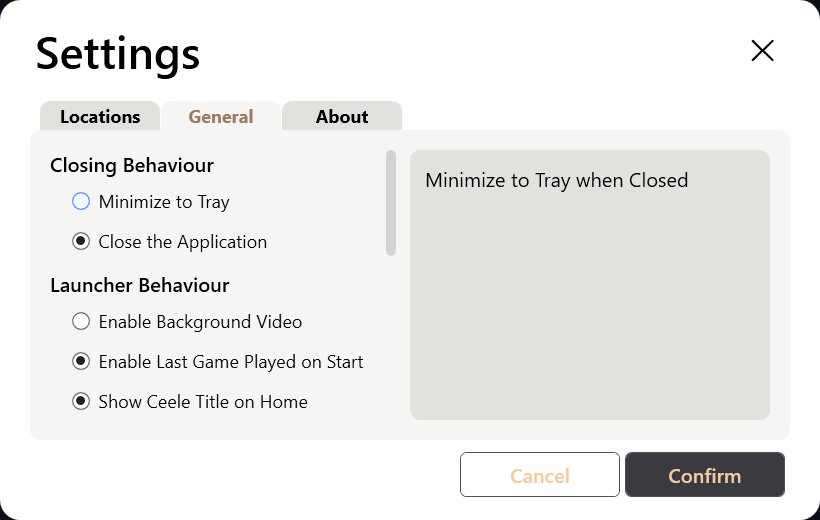 Settings
Locations
General
About
Closing Behaviour
Minimize to Tray
Close the Application
Launcher Behaviour
Enable Background Video
Enable Last Game Played on Start
Show Ceele Title on Home
Minimize to Tray when Closed
Cancel
Confirm